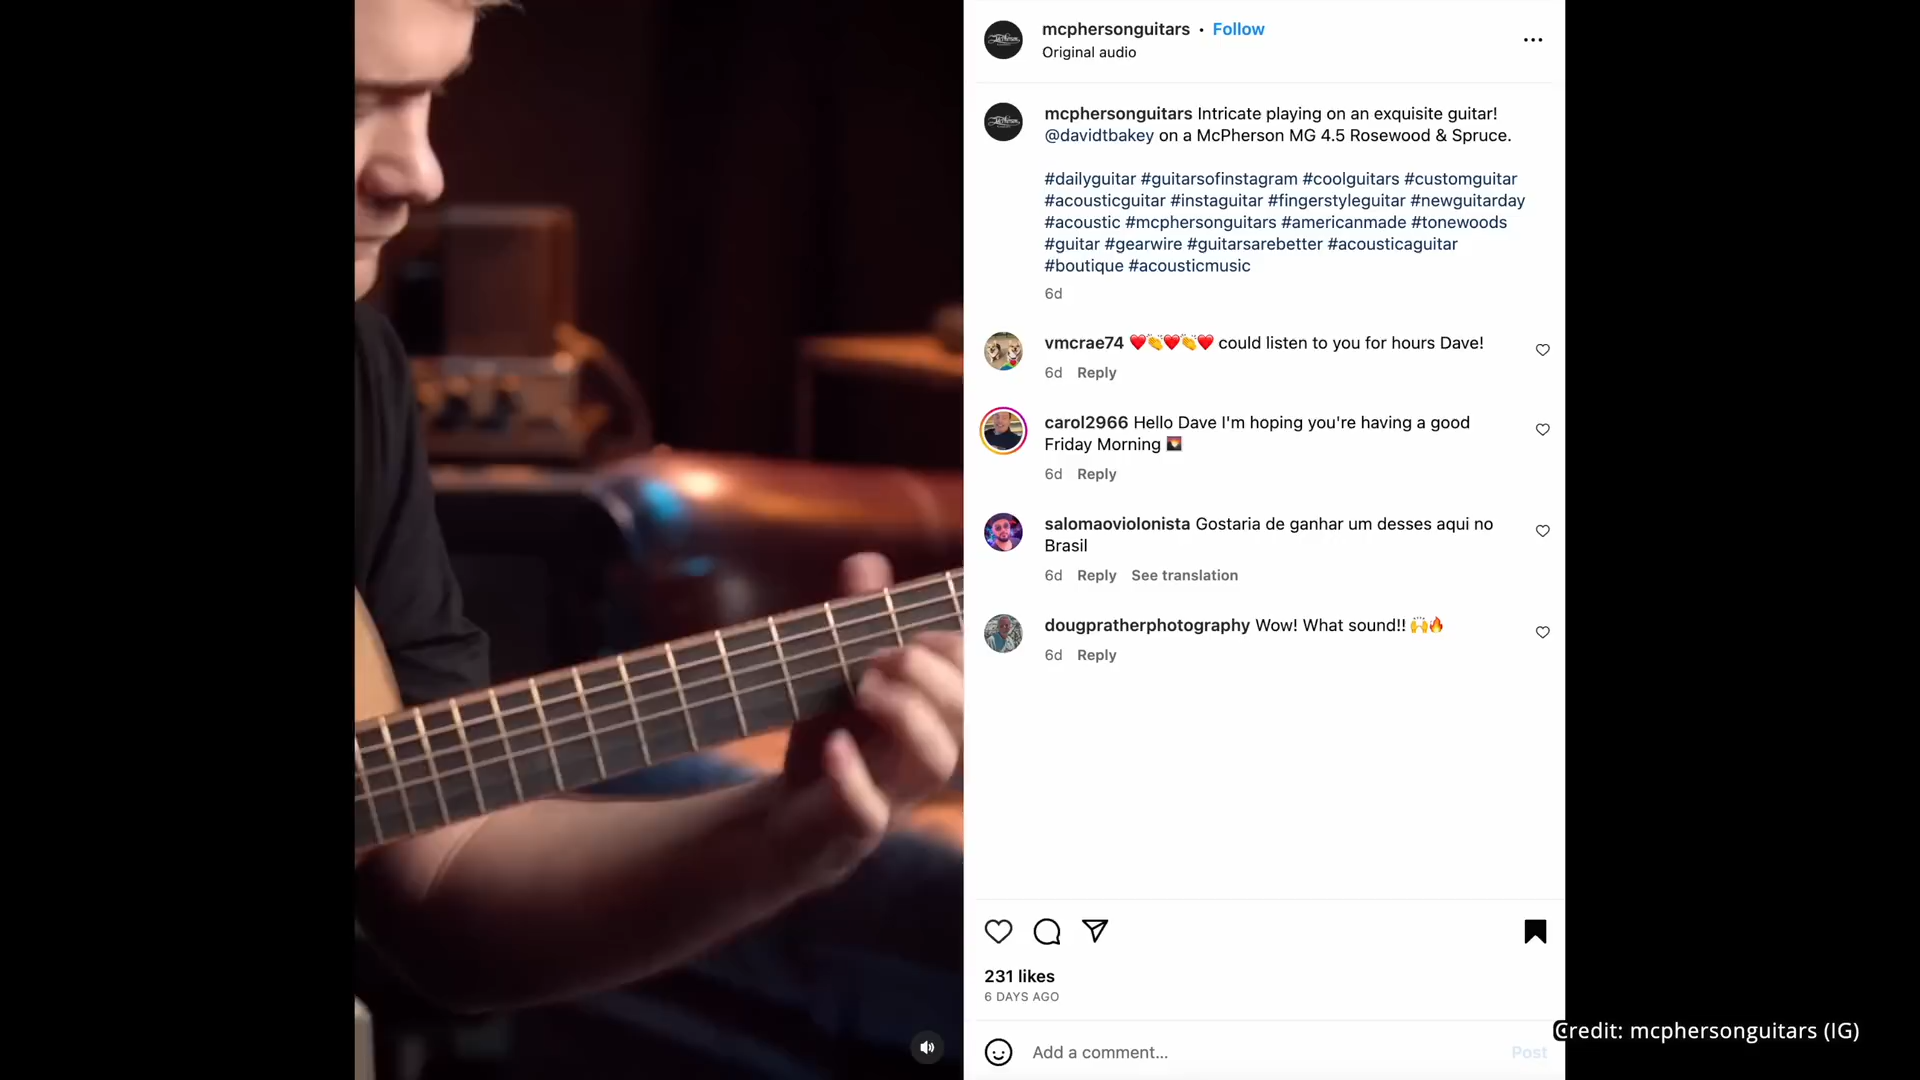 mcphersonguitars • Follow
Original audio
mcphersonguitars Intricate playing on an exquisite guitar!
@davidtbakey on a McPherson MG 4.5 Rosewood & Spruce.
#dailyguitar #guitarsofinstagram #coolguitars #customguitar
#acousticguitar #instaguitar #fingerstyleguitar #newguitarday
#acoustic #mcphersonguitars #americanmade #tonewoods
#guitar #gearwire #guitarsarebetter #acousticaguitar
#boutique #acousticmusic
6d
vmcrae74 ❤️👏❤️👏❤️ could listen to you for hours Dave!
6d Reply
carol2966 Hello Dave I'm hoping you're having a good
Friday Morning 🌄
6d Reply
salomaoviolonista Gostaria de ganhar um desses aqui no
Brasil
6d Reply See translation
dougpratherphotography Wow! What sound!! 🙌🔥
6d Reply
231 likes
6 DAYS AGO
Add a comment... Post
Credit: mcphersonguitars (IG)